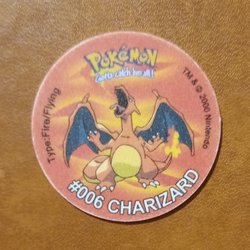 POKéMON
Gotta catch 'em all!
Type: Fire/Flying
TM & © 2000 Nintendo
#006 CHARIZARD